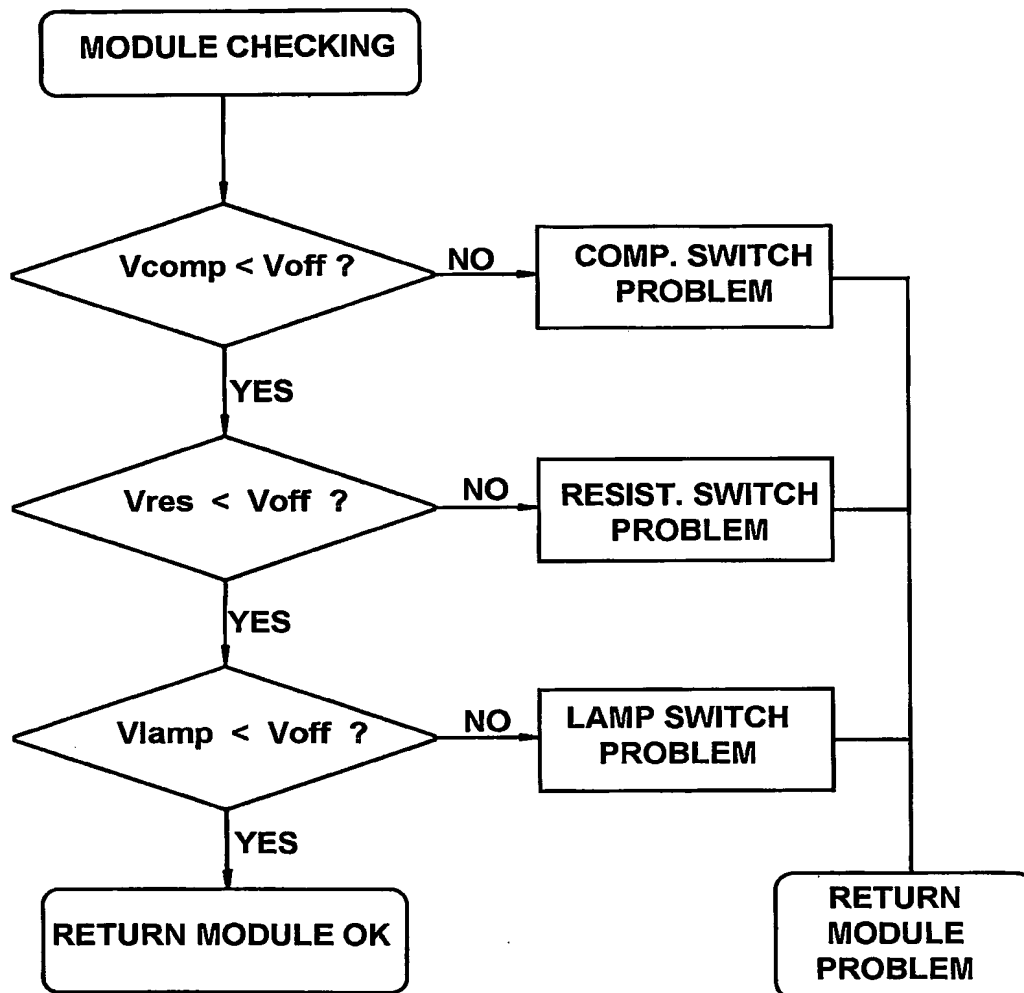 MODULE CHECKING
Vcomp < Voff ?
NO
COMP. SWITCH
PROBLEM
YES
Vres < Voff ?
NO
RESIST. SWITCH
PROBLEM
YES
Vlamp < Voff ?
NO
LAMP SWITCH
PROBLEM
YES
RETURN MODULE OK
RETURN
MODULE
PROBLEM